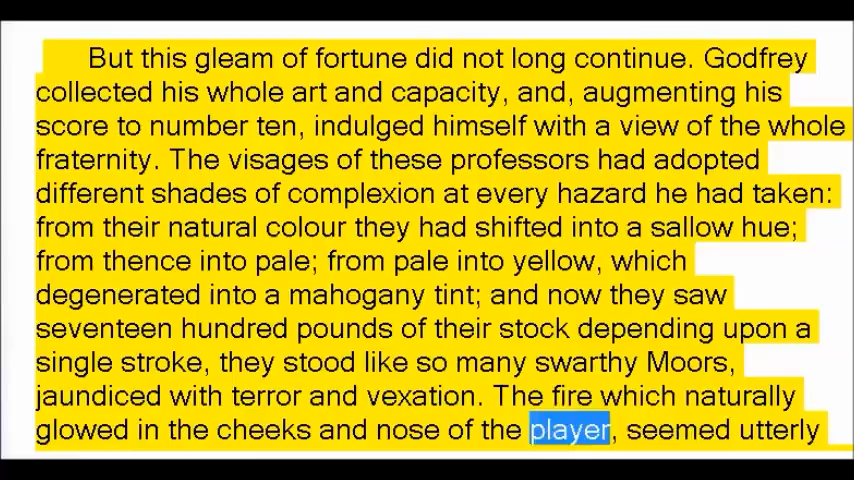 But this gleam of fortune did not long continue. Godfrey
collected his whole art and capacity, and, augmenting his
score to number ten, indulged himself with a view of the whole
fraternity. The visages of these professors had adopted
different shades of complexion at every hazard he had taken:
from their natural colour they had shifted into a sallow hue;
from thence into pale; from pale into yellow, which
degenerated into a mahogany tint; and now they saw
seventeen hundred pounds of their stock depending upon a
single stroke, they stood like so many swarthy Moors,
jaundiced with terror and vexation. The fire which naturally
glowed in the cheeks and nose of the player, seemed utterly